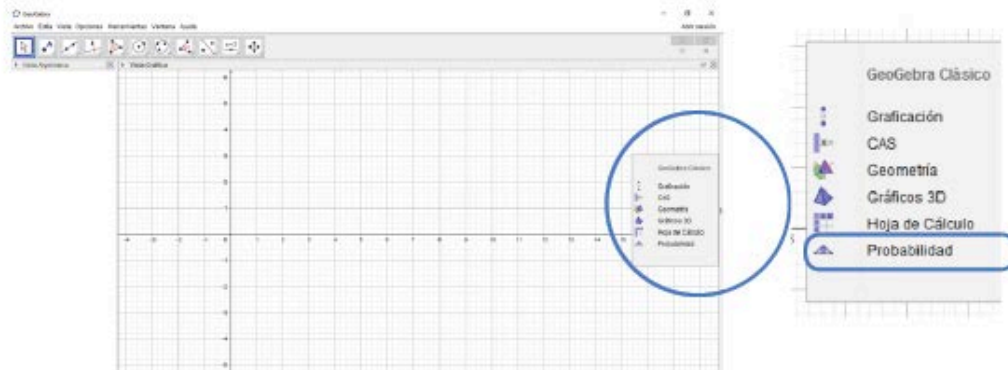 GeoGebra
Archivo Edita Vista Opciones Herramientas Ventana Ayuda
Vista Algebraica
Vista Gráfica
GeoGebra Clásico
Graficación
CAS
Geometría
Gráficos 3D
Hoja de Cálculo
Probabilidad
GeoGebra Clásico
Graficación
CAS
Geometría
Gráficos 3D
Hoja de Cálculo
Probabilidad